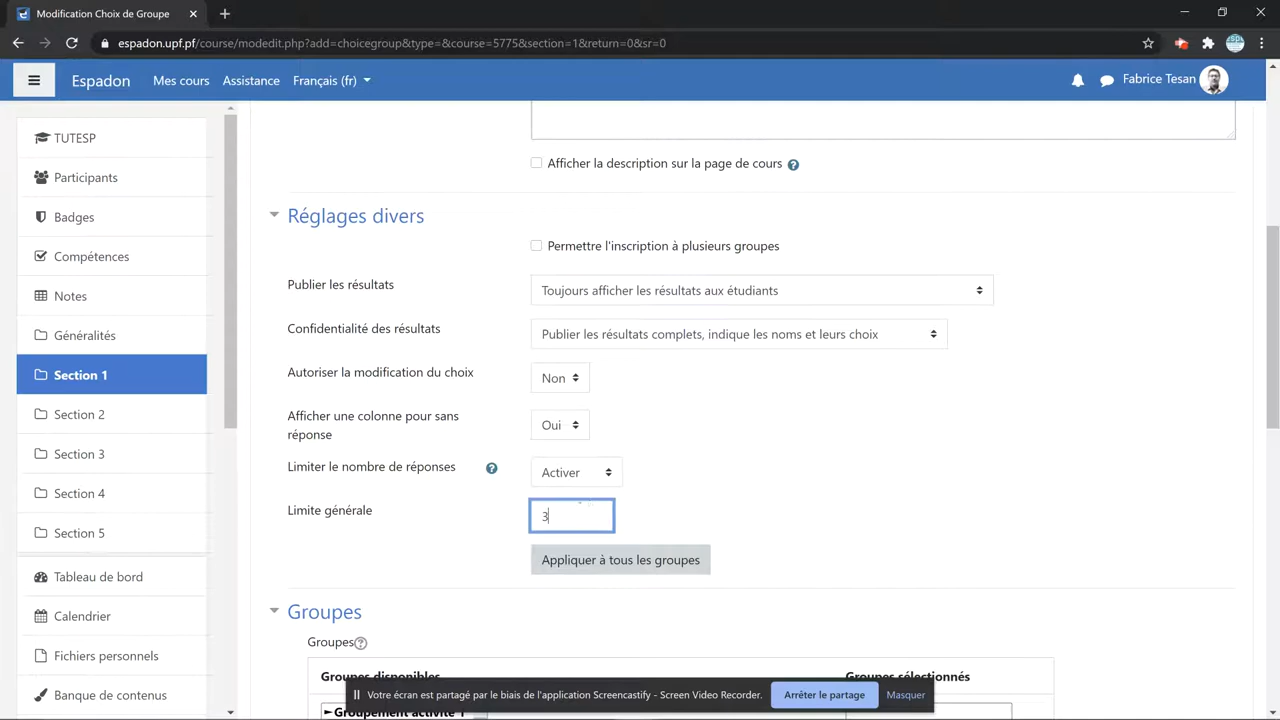 Modification Choix de Groupe
espadon.upf.pf/course/modedit.php?add=choicegroup&type=&course=5775&section=1&return=0&sr=0
Espadon
Mes cours
Assistance
Français (fr)
Fabrice Tesan
TUTESP
Participants
Badges
Compétences
Notes
Généralités
Section 1
Section 2
Section 3
Section 4
Section 5
Tableau de bord
Calendrier
Fichiers personnels
Banque de contenus
Afficher la description sur la page de cours
Réglages divers
Permettre l'inscription à plusieurs groupes
Publier les résultats
Toujours afficher les résultats aux étudiants
Confidentialité des résultats
Publier les résultats complets, indique les noms et leurs choix
Autoriser la modification du choix
Non
Afficher une colonne pour sans
réponse
Oui
Limiter le nombre de réponses
Activer
Limite générale
3
Appliquer à tous les groupes
Groupes
Groupes
Groupes disponibles
Groupes sélectionnés
Groupement activité 1
Votre écran est partagé par le biais de l'application Screencastify - Screen Video Recorder.
Arrêter le partage
Masquer